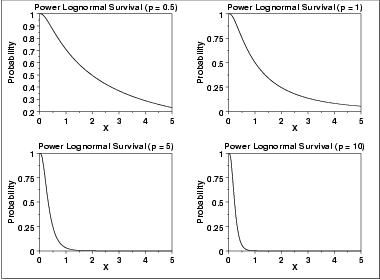 Power Lognormal Survival (p = 0.5)
Power Lognormal Survival (p = 1)
1
0.9
0.8
0.7
0.6
0.5
0.4
0.3
0.2
Probability
0 1 2 3 4 5
X
1
0.75
0.5
0.25
0
Probability
0 1 2 3 4 5
X
Power Lognormal Survival (p = 5)
Power Lognormal Survival (p = 10)
1
0.75
0.5
0.25
0
Probability
0 1 2 3 4 5
X
1
0.75
0.5
0.25
0
Probability
0 1 2 3 4 5
X